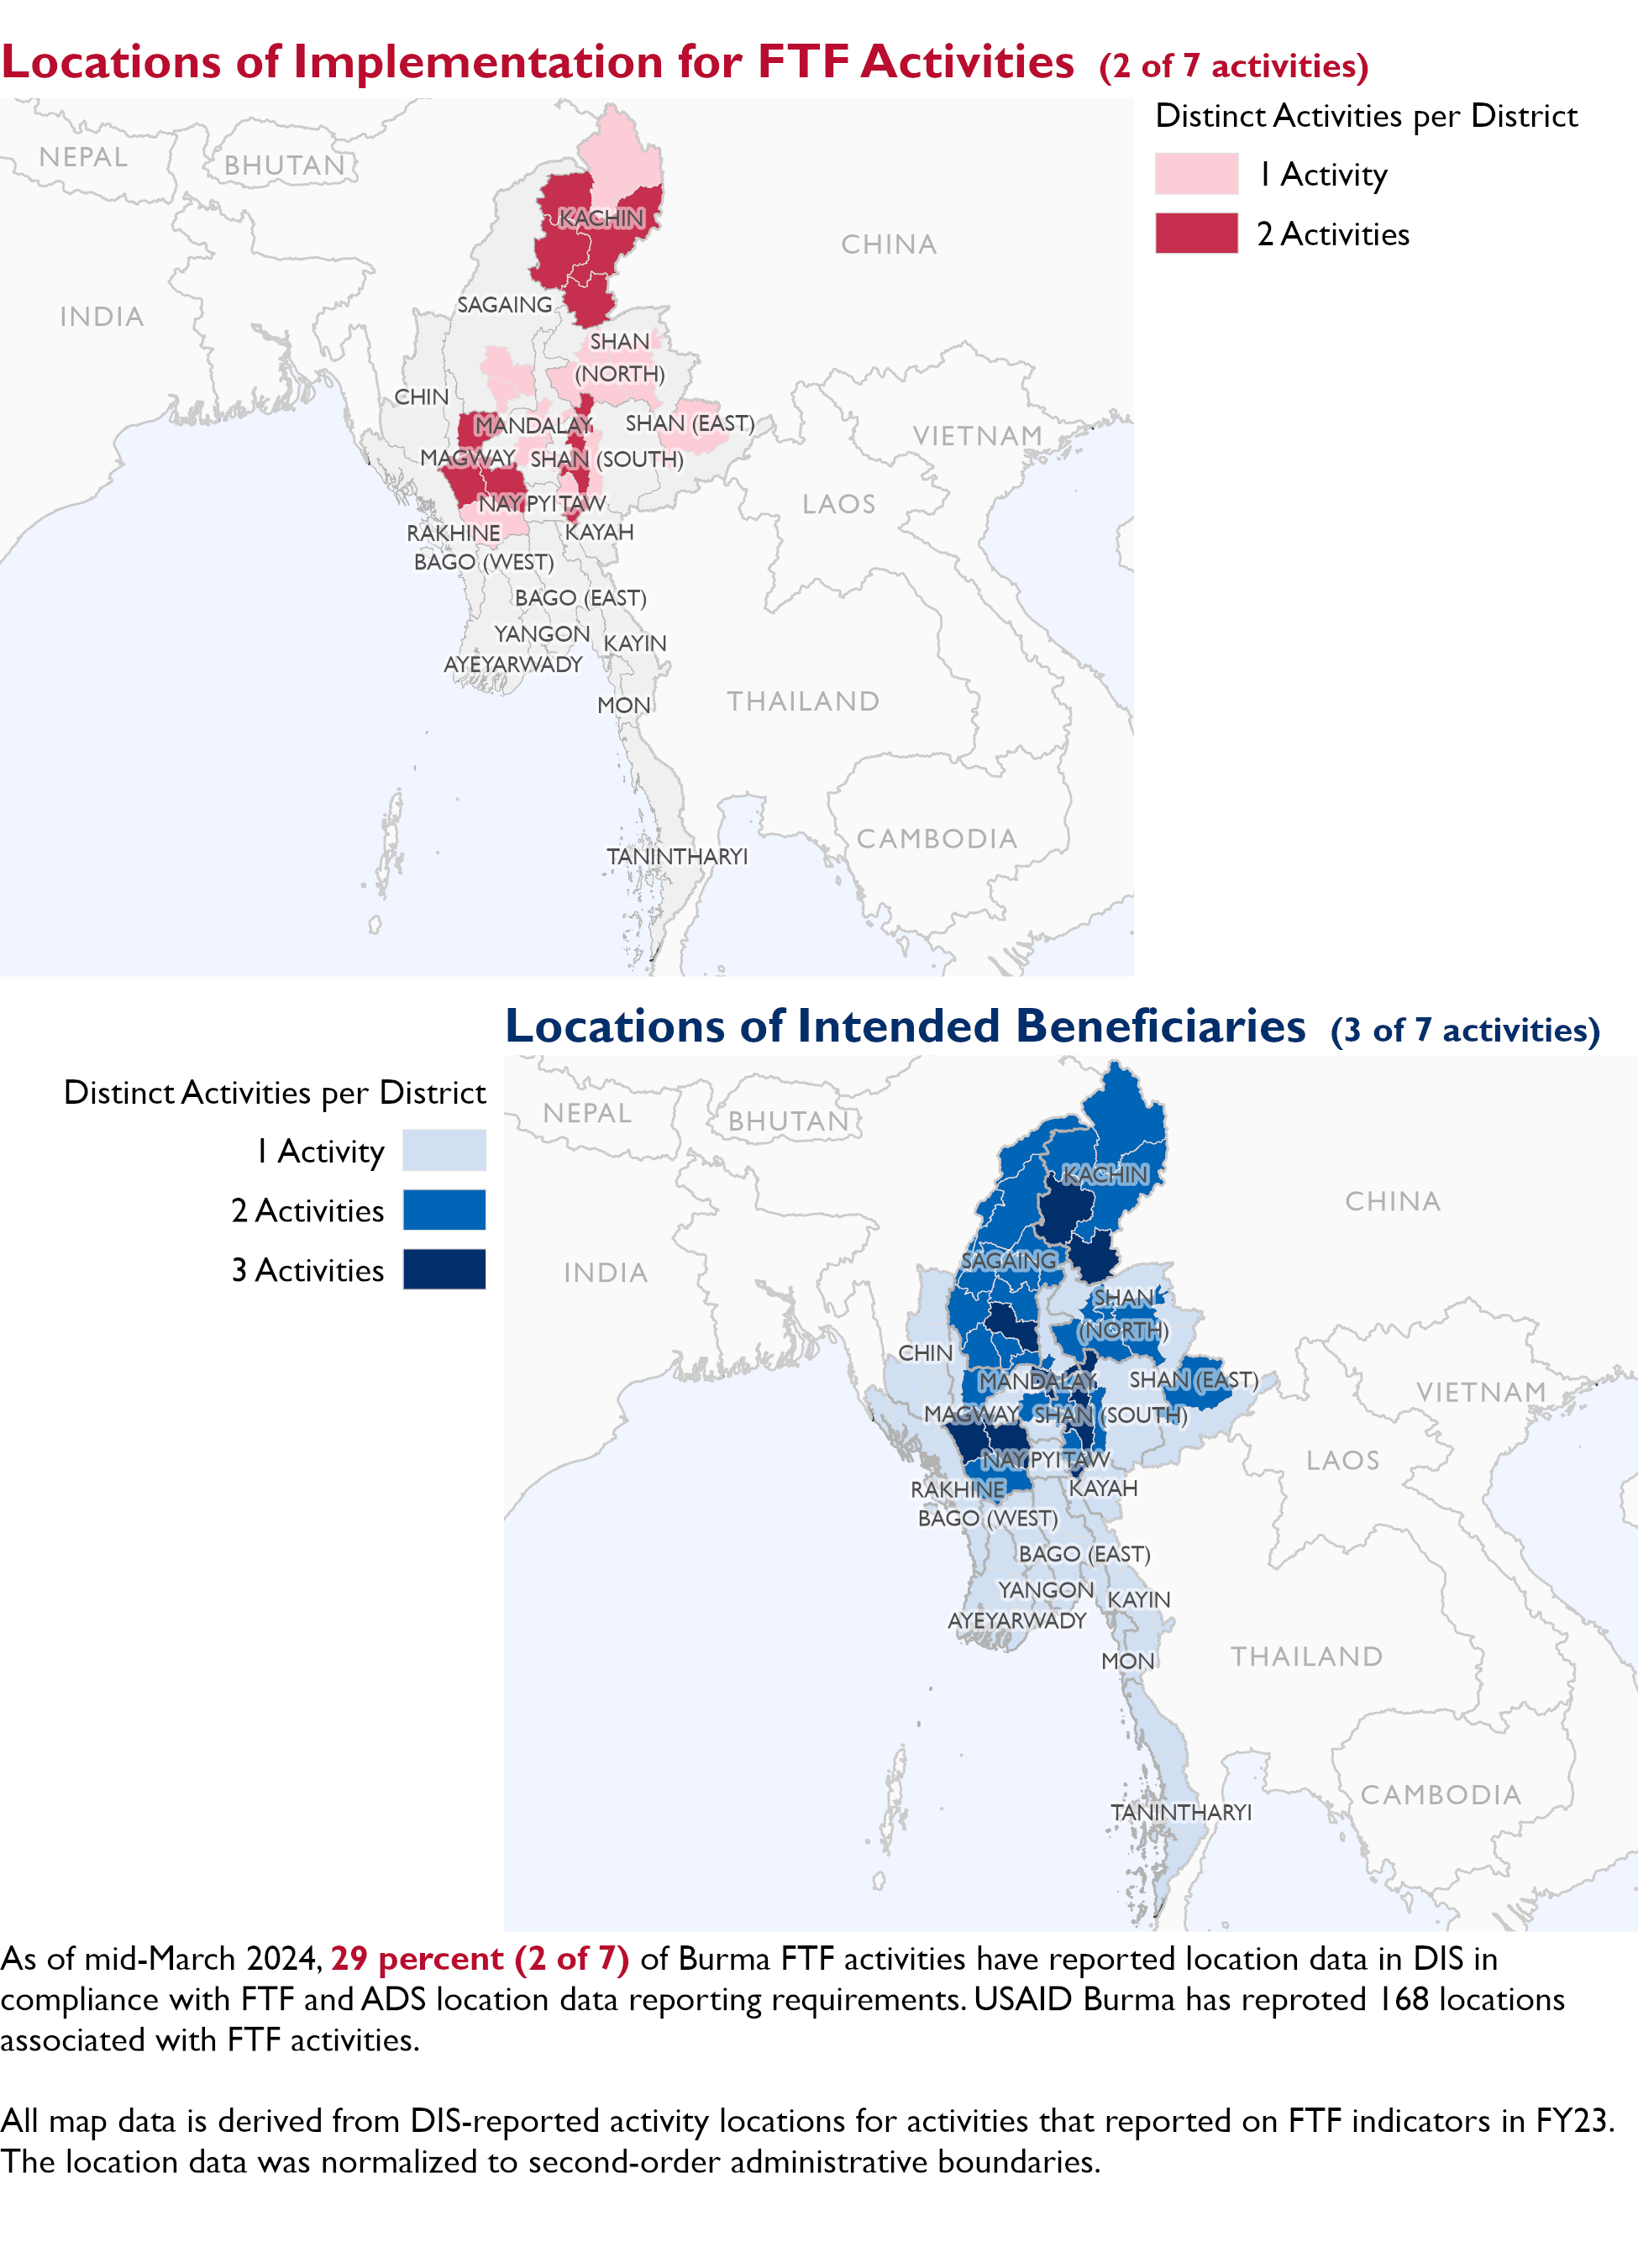 Locations of Implementation for FTF Activities (2 of 7 activities)
Distinct Activities per District
1 Activity
2 Activities
NEPAL
BHUTAN
CHINA
INDIA
KACHIN
SAGAING
SHAN
(NORTH)
CHIN
MANDALAY
SHAN (EAST)
VIETNAM
MAGWAY
SHAN (SOUTH)
NAY PYI TAW
LAOS
RAKHINE
KAYAH
BAGO (WEST)
BAGO (EAST)
YANGON
KAYIN
AYEYARWADY
MON
THAILAND
CAMBODIA
TANINTHARYI
Locations of Intended Beneficiaries (3 of 7 activities)
Distinct Activities per District
1 Activity
2 Activities
3 Activities
NEPAL
BHUTAN
KACHIN
CHINA
SAGAING
INDIA
SHAN
(NORTH)
CHIN
MANDALAY
SHAN (EAST)
VIETNAM
MAGWAY
SHAN (SOUTH)
NAY PYI TAW
LAOS
RAKHINE
KAYAH
BAGO (WEST)
BAGO (EAST)
YANGON
KAYIN
AYEYARWADY
MON
THAILAND
CAMBODIA
TANINTHARYI
As of mid-March 2024, 29 percent (2 of 7) of Burma FTF activities have reported location data in DIS in
compliance with FTF and ADS location data reporting requirements. USAID Burma has reproted 168 locations
associated with FTF activities.
All map data is derived from DIS-reported activity locations for activities that reported on FTF indicators in FY23.
The location data was normalized to second-order administrative boundaries.